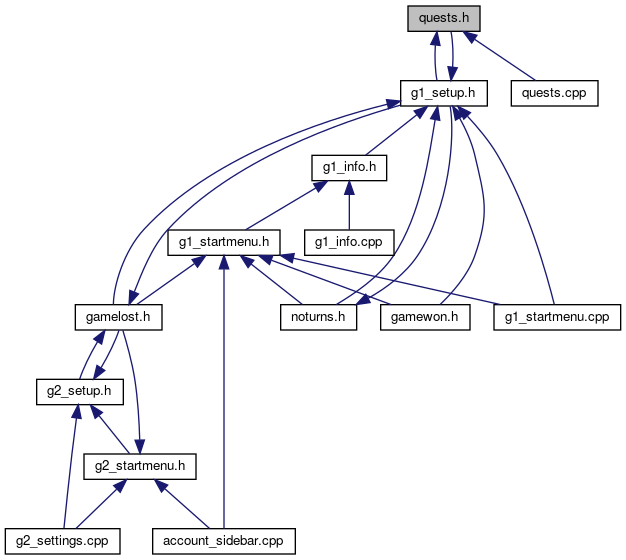 quests.h
g1_setup.h
quests.cpp
g1_info.h
g1_startmenu.h
g1_info.cpp
gamelost.h
noturns.h
gamewon.h
g1_startmenu.cpp
g2_setup.h
g2_startmenu.h
g2_settings.cpp
account_sidebar.cpp